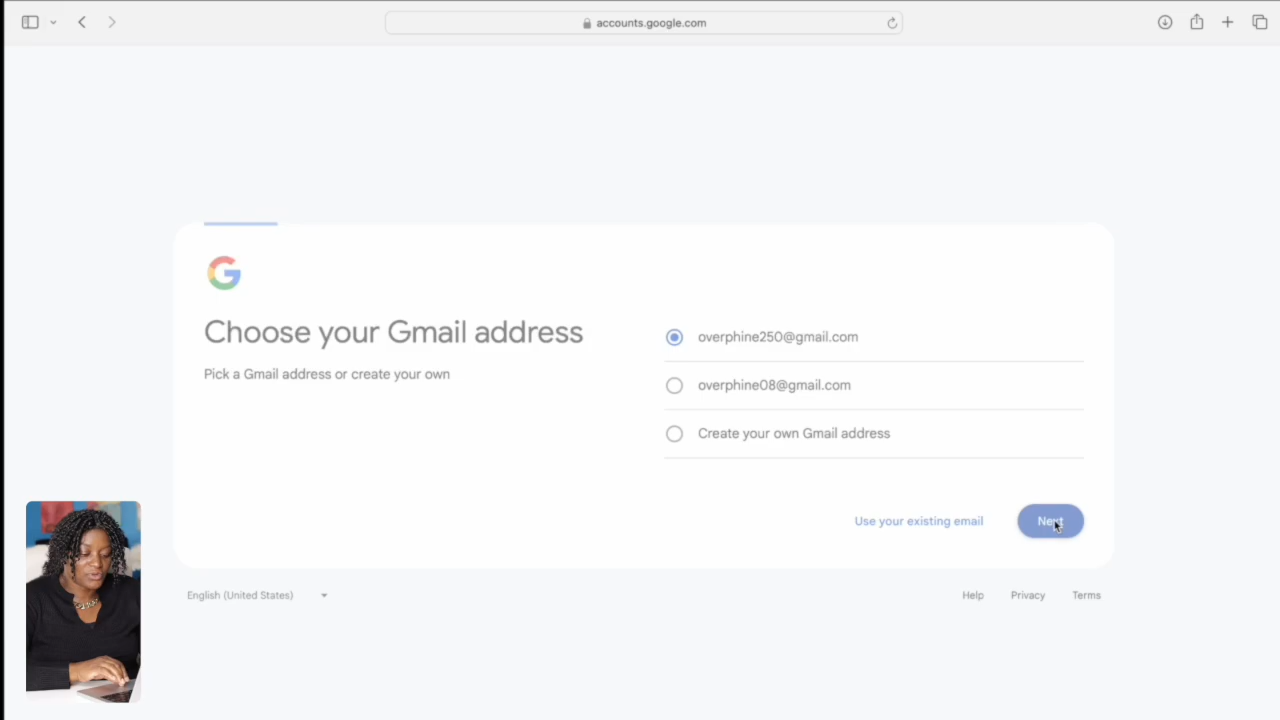 accounts.google.com
Choose your Gmail address
Pick a Gmail address or create your own
overphine250@gmail.com
overphine08@gmail.com
Create your own Gmail address
Use your existing email
Next
English (United States)
Help
Privacy
Terms